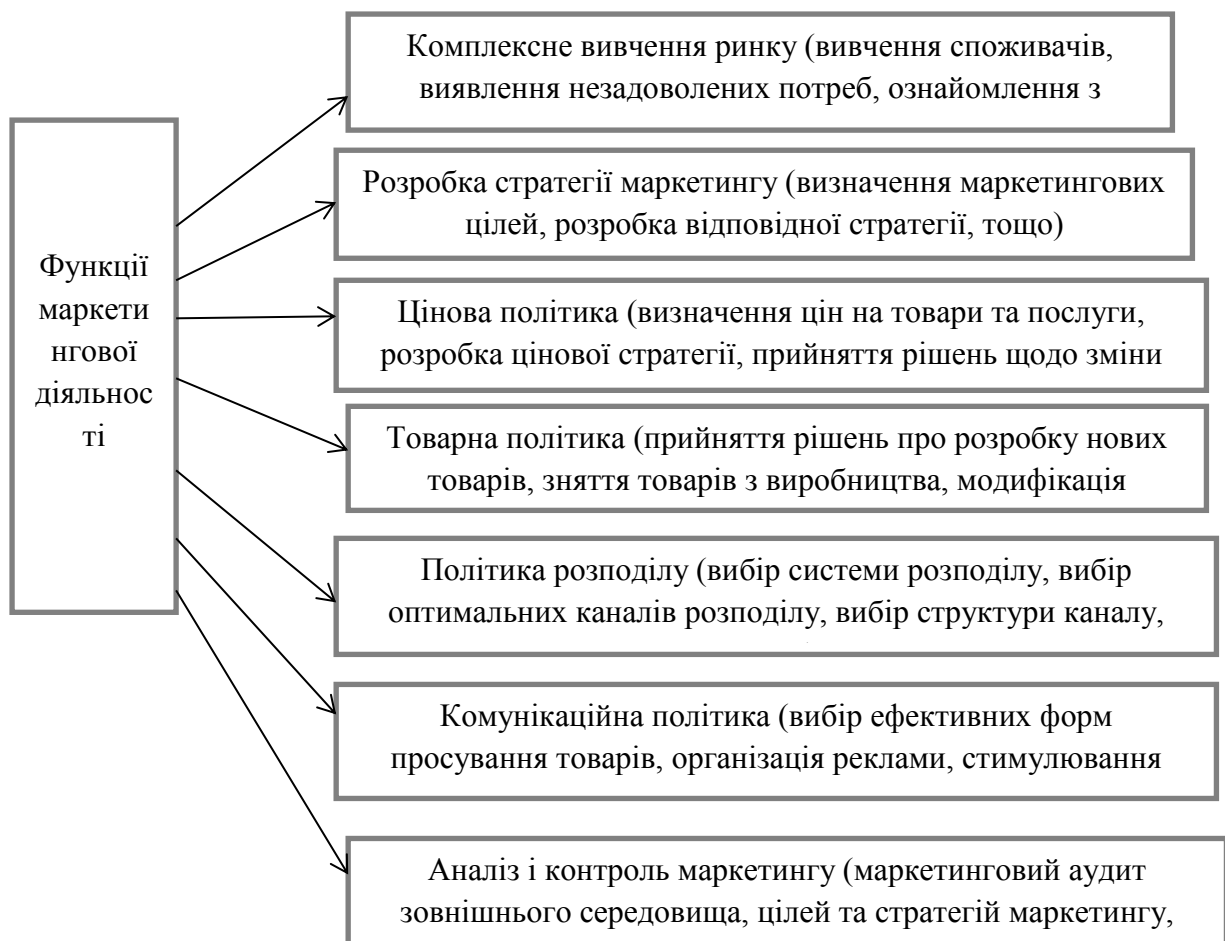 Функції
маркети
нгової
діяльнос
ті
Комплексне вивчення ринку (вивчення споживачів,
виявлення незадоволених потреб, ознайомлення з
Розробка стратегії маркетингу (визначення маркетингових
цілей, розробка відповідної стратегії, тощо)
Цінова політика (визначення цін на товари та послуги,
розробка цінової стратегії, прийняття рішень щодо зміни
Товарна політика (прийняття рішень про розробку нових
товарів, зняття товарів з виробництва, модифікація
Політика розподілу (вибір системи розподілу, вибір
оптимальних каналів розподілу, вибір структури каналу,
Комунікаційна політика (вибір ефективних форм
просування товарів, організація реклами, стимулювання
Аналіз і контроль маркетингу (маркетинговий аудит
зовнішнього середовища, цілей та стратегій маркетингу,